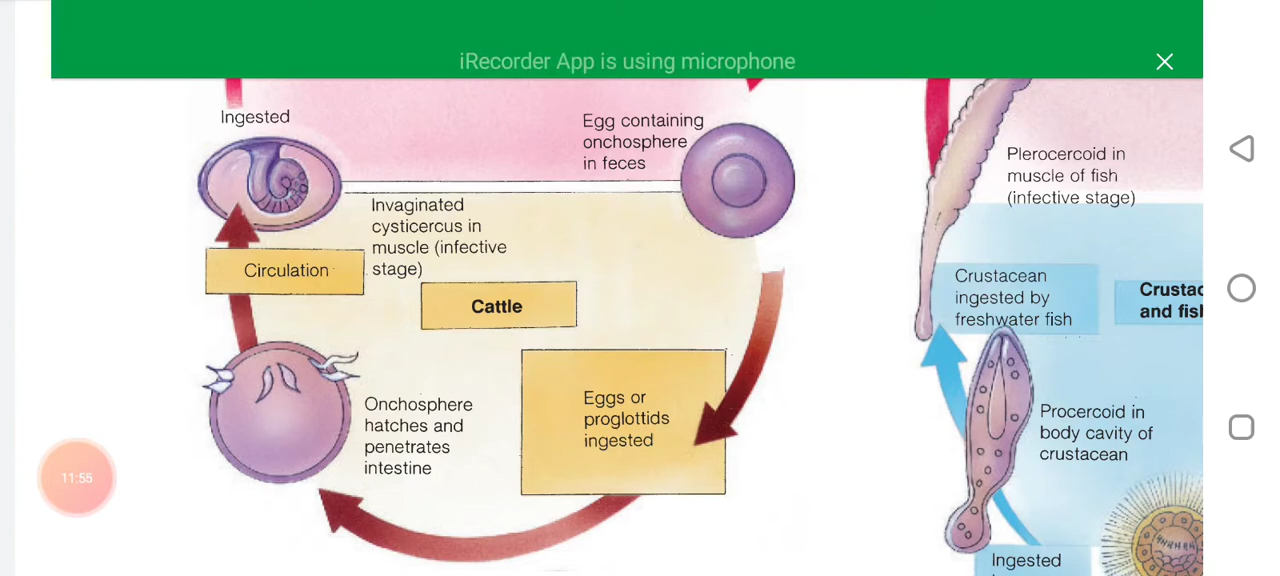 iRecorder App is using microphone
Ingested
Egg containing
onchosphere
in feces
Invaginated
cysticercus in
muscle (infective
stage)
Circulation
Cattle
Onchosphere
hatches and
penetrates
intestine
Eggs or
proglottids
ingested
11:55
Plerocercoid in
muscle of fish
(infective stage)
Crustacean
ingested by
freshwater fish
and
Procercoid in
body cavity of
crustacean
Ingested